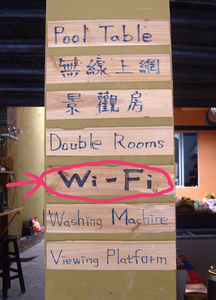 Pool Table
無線上網
景觀房
Double Rooms
Wi-Fi
Washing Machine
Viewing Platform